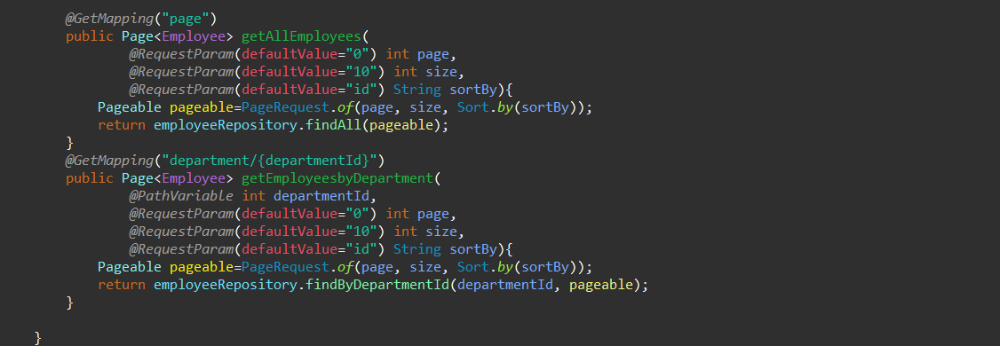 @GetMapping("page")
public Page<Employee> getAllEmployees(
@RequestParam(defaultValue="0") int page,
@RequestParam(defaultValue="10") int size,
@RequestParam(defaultValue="id") String sortBy){
Pageable pageable=PageRequest.of(page, size, Sort.by(sortBy));
return employeeRepository.findAll(pageable);
}
@GetMapping("department/{departmentId}")
public Page<Employee> getEmployeesbyDepartment(
@PathVariable int departmentId,
@RequestParam(defaultValue="0") int page,
@RequestParam(defaultValue="10") int size,
@RequestParam(defaultValue="id") String sortBy){
Pageable pageable=PageRequest.of(page, size, Sort.by(sortBy));
return employeeRepository.findByDepartmentId(departmentId, pageable);
}
}